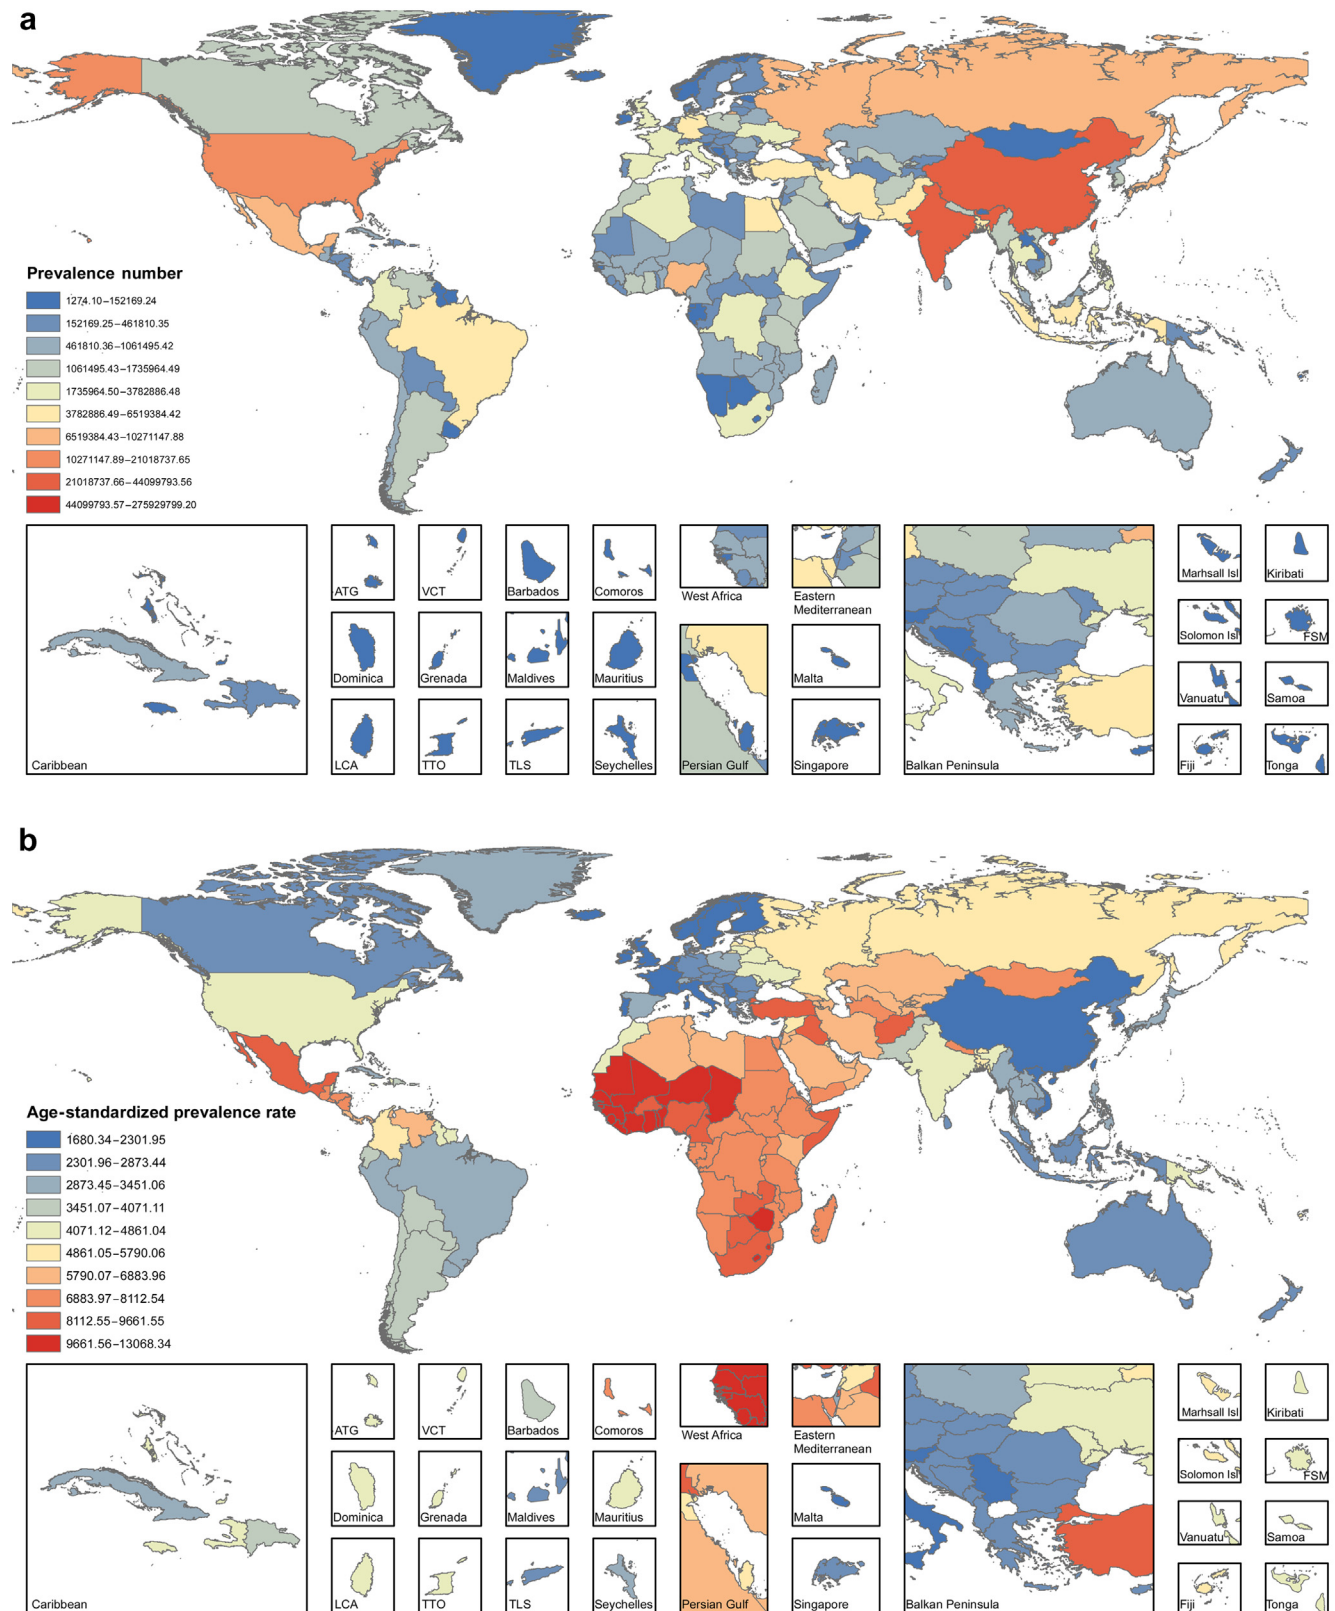 a
Prevalence number
1274.10–152169.24
152169.25–461810.35
461810.36–1061495.42
1061495.43–1735964.49
1735964.50–3782886.48
3782886.49–6519384.42
6519384.43–10271147.88
10271147.89–21018737.65
21018737.66–44099793.56
44099793.57–275929799.20
Caribbean
ATG
VCT
Barbados
Comoros
Dominica
Grenada
Maldives
Mauritius
LCA
TTO
TLS
Seychelles
West Africa
Eastern
Mediterranean
Persian Gulf
Malta
Singapore
Balkan Peninsula
Marhsall Isl
Kiribati
Solomon Isl
FSM
Vanuatu
Samoa
Fiji
Tonga
b
Age-standardized prevalence rate
1680.34–2301.95
2301.96–2873.44
2873.45–3451.06
3451.07–4071.11
4071.12–4861.04
4861.05–5790.06
5790.07–6883.96
6883.97–8112.54
8112.55–9661.55
9661.56–13068.34
Caribbean
ATG
VCT
Barbados
Comoros
Dominica
Grenada
Maldives
Mauritius
LCA
TTO
TLS
Seychelles
West Africa
Eastern
Mediterranean
Persian Gulf
Malta
Singapore
Balkan Peninsula
Marhsall Isl
Kiribati
Solomon Isl
FSM
Vanuatu
Samoa
Fiji
Tonga